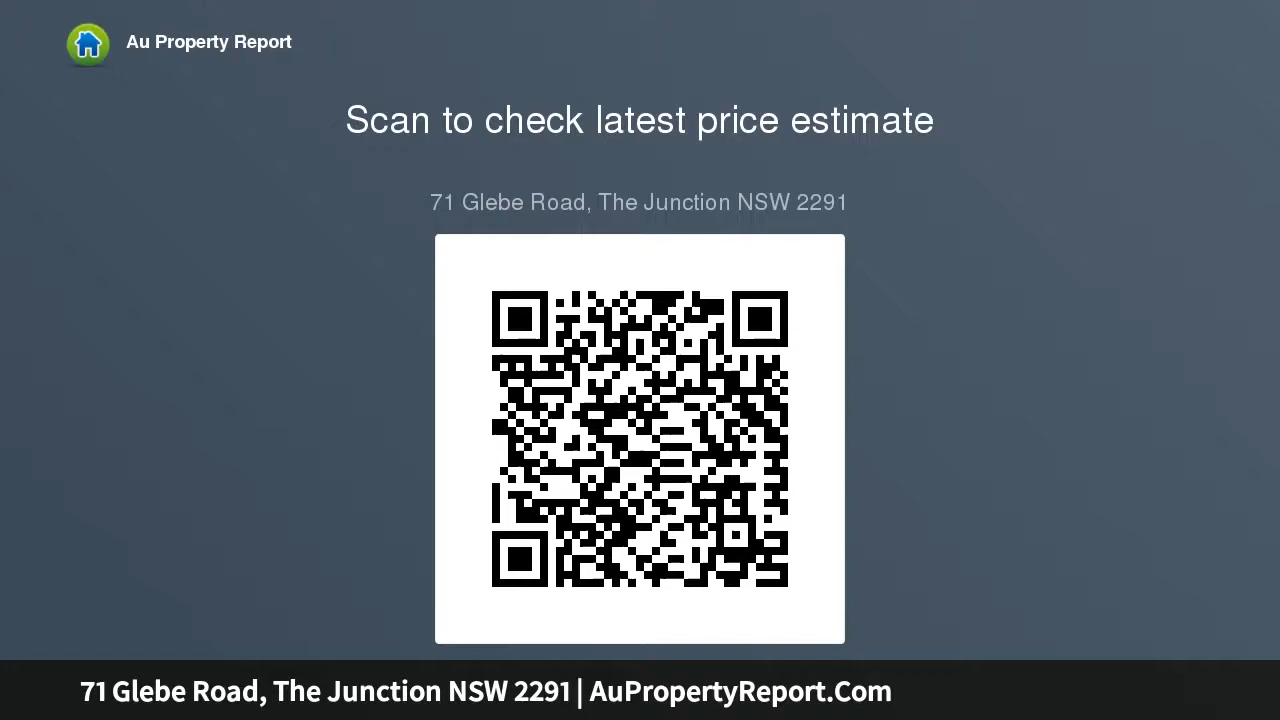 Au Property Report
Scan to check latest price estimate
71 Glebe Road, The Junction NSW 2291
71 Glebe Road, The Junction NSW 2291 | AuPropertyReport.Com